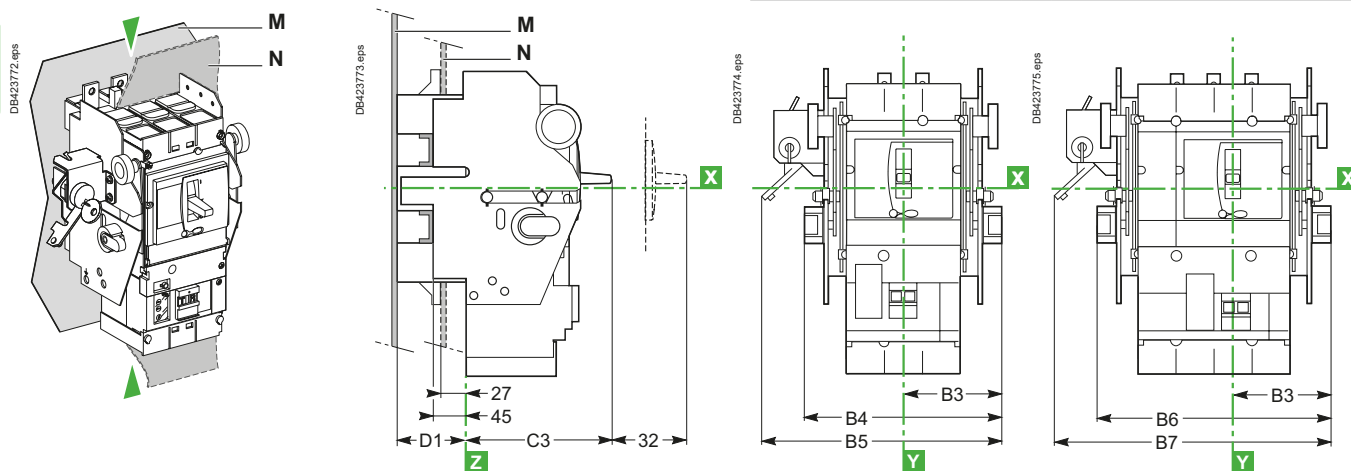 DB423772.eps
M
N
DB423773.eps
M
N
X
27
45
D1
C3
32
Z
DB423774.eps
X
B3
B4
B5
Y
DB423775.eps
X
B3
B6
B7
Y